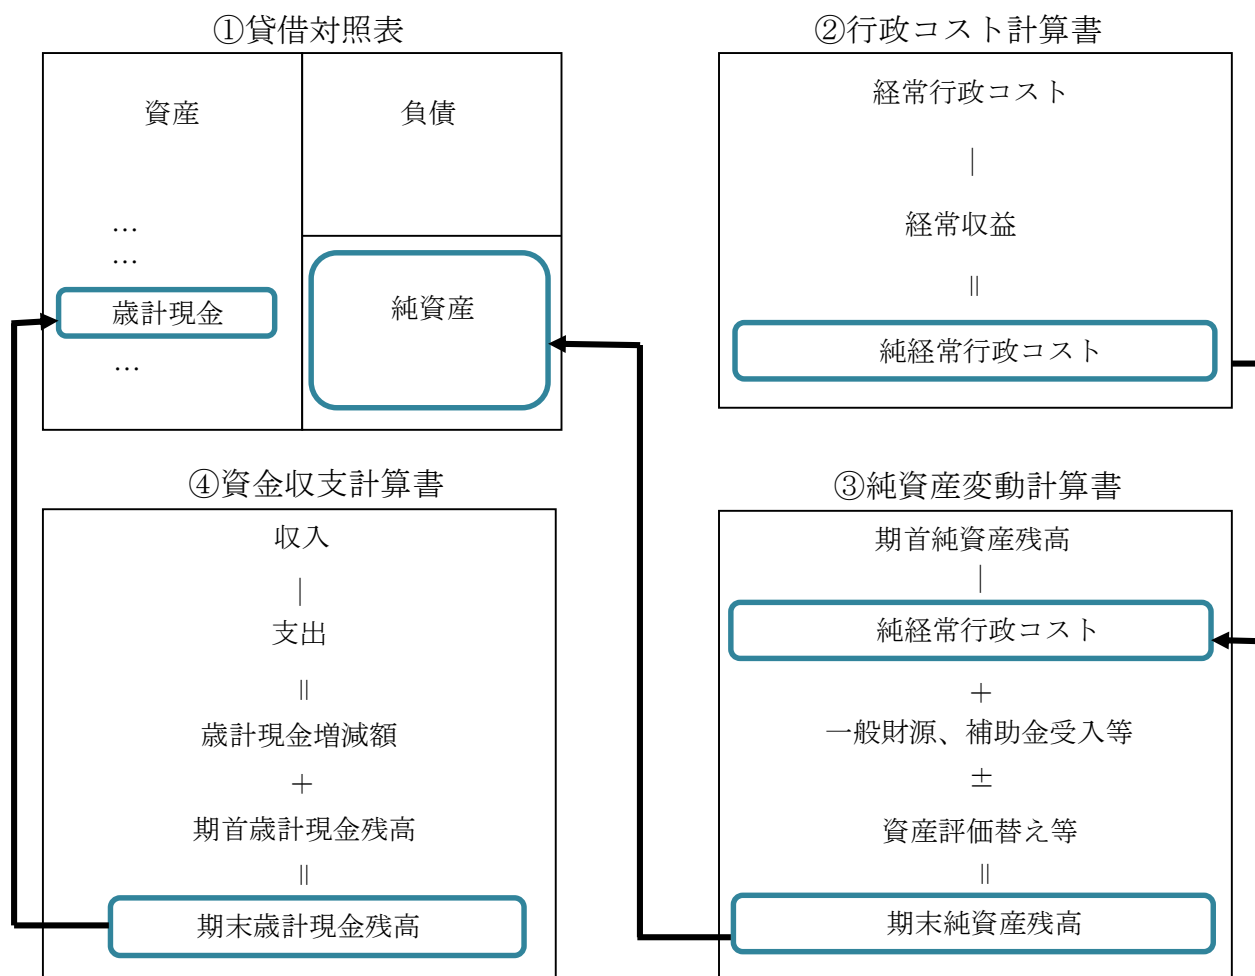 ①貸借対照表
資産
負債
…
…
歳計現金
…
純資産
②行政コスト計算書
経常行政コスト
｜
経常収益
॥
純経常行政コスト
④資金収支計算書
収入
｜
支出
॥
歳計現金増減額
＋
期首歳計現金残高
॥
期末歳計現金残高
③純資産変動計算書
期首純資産残高
｜
純経常行政コスト
＋
一般財源、補助金受入等
±
資産評価替え等
॥
期末純資産残高